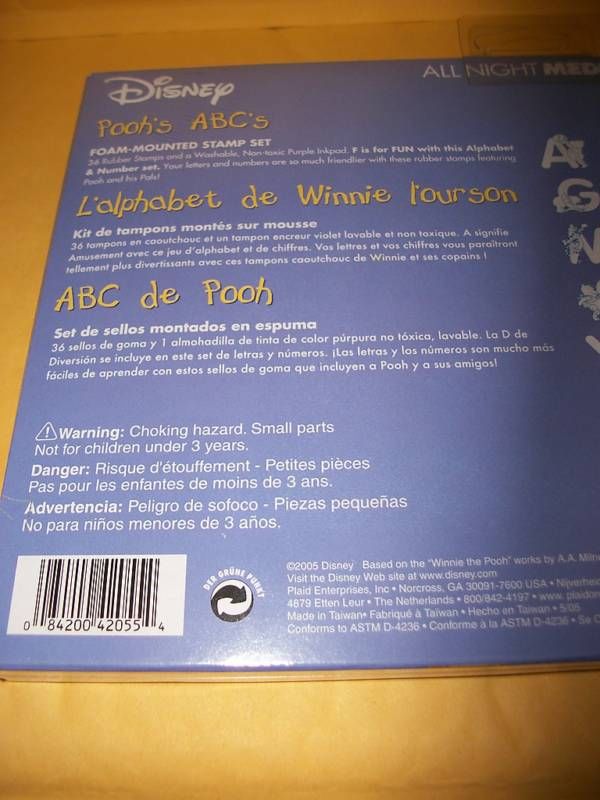 DISNEY
ALL NIGHT MED
Pooh's ABC's
FOAM-MOUNTED STAMP SET
36 Rubber Stamps and a Washable, Non-toxic Purple Inkpad. F is for FUN with this Alphabet
& Number set. Your letters and numbers are so much friendlier with these rubber stamps featuring
Pooh and his Pals!
L'alphabet de Winnie l'ourson
Kit de tampons montés sur mousse
36 tampons en caoutchouc et un tampon encreur violet lavable et non taxique. A signifie
Amusement avec ce jeu d'alphabet et de chiffres. Vos lettres et vos chiffres vous paraîtront
tellement plus divertissants avec ces tampons caoutchouc de Winnie et ses copains !
ABC de Pooh
Set de sellos montados en espuma
36 sellos de goma y 1 almohadilla de tinta de color púrpura no tóxica, lavable. La D de
Diversión se incluye en este set de letras y números. ¡Las letras y los números son mucho más
fáciles de aprender con estos sellos de goma que incluyen a Pooh y a sus amigos!
A
G
N
V
Warning: Choking hazard. Small parts
Not for children under 3 years.
Danger: Risque d'étouffement - Petites pièces
Pas pour les enfantes de moins de 3 ans.
Advertencia: Peligro de sofoco - Piezas pequeñas
No para niños menores de 3 años.
0 84200 42055 4
DER GRÜNE PUNKT
©2005 Disney Based on the "Winnie the Pooh" works by A.A. Milne
Visit the Disney Web site at www.disney.com
Plaid Enterprises, Inc • Norcross, GA 30091-7600 USA • Nijverhei
4879 Etten Leur • The Netherlands • 800/842-4197 • www.plaidon
Made in Taiwan • Fabriqué à Taiwan • Hecho en Taiwan • 5/05
Conforms to ASTM D-4236 • Conforme à la ASTM D-4236 • Se C